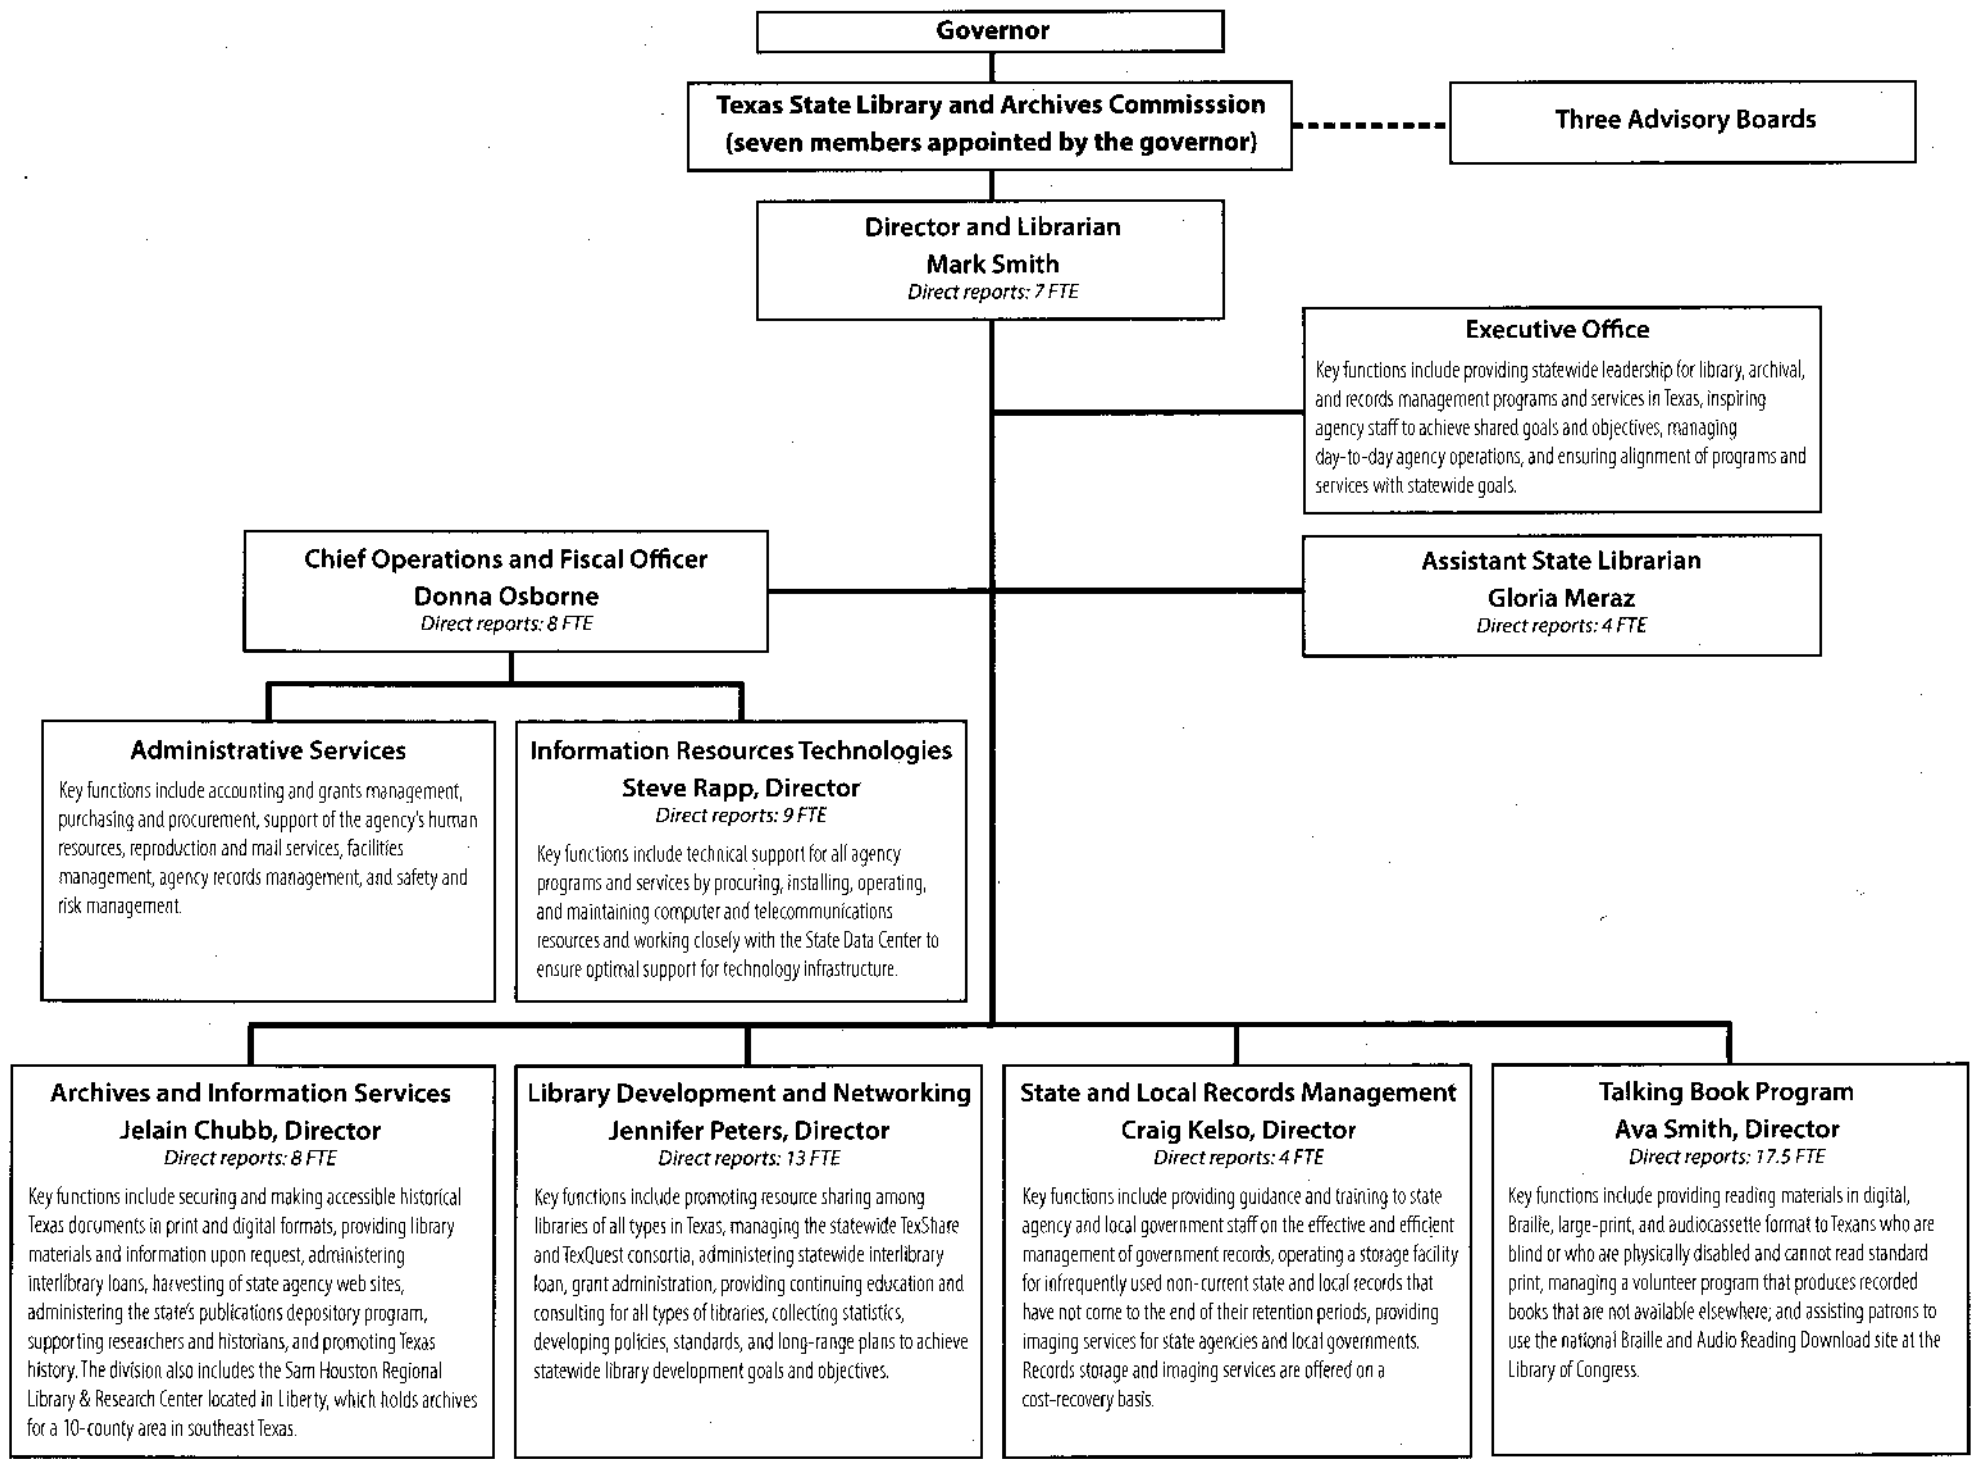 Governor
Texas State Library and Archives Commisssion
(seven members appointed by the governor)
Three Advisory Boards
Director and Librarian
Mark Smith
Direct reports: 7 FTE
Executive Office
Key functions include providing statewide leadership for library, archival,
and records management programs and services in Texas, inspiring
agency staff to achieve shared goals and objectives, managing
day-to-day agency operations, and ensuring alignment of programs and
services with statewide goals.
Chief Operations and Fiscal Officer
Donna Osborne
Direct reports: 8 FTE
Assistant State Librarian
Gloria Meraz
Direct reports: 4 FTE
Administrative Services
Key functions include accounting and grants management,
purchasing and procurement, support of the agency's human
resources, reproduction and mail services, facilities
management, agency records management, and safety and
risk management.
Information Resources Technologies
Steve Rapp, Director
Direct reports: 9 FTE
Key functions include technical support for all agency
programs and services by procuring, installing, operating,
and maintaining computer and telecommunications
resources and working closely with the State Data Center to
ensure optimal support for technology infrastructure.
Archives and Information Services
Jelain Chubb, Director
Direct reports: 8 FTE
Key functions include securing and making accessible historical
Texas documents in print and digital formats, providing library
materials and information upon request, administering
interlibrary loans, harvesting of state agency web sites,
administering the state's publications depository program,
supporting researchers and historians, and promoting Texas
history. The division also includes the Sam Houston Regional
Library & Research Center located in Liberty, which holds archives
for a 10-county area in southeast Texas.
Library Development and Networking
Jennifer Peters, Director
Direct reports: 13 FTE
Key functions include promoting resource sharing among
libraries of all types in Texas, managing the statewide TexShare
and TexQuest consortia, administering statewide interlibrary
loan, grant administration, providing continuing education and
consulting for all types of libraries, collecting statistics,
developing policies, standards, and long-range plans to achieve
statewide library development goals and objectives.
State and Local Records Management
Craig Kelso, Director
Direct reports: 4 FTE
Key functions include providing guidance and training to state
agency and local government staff on the effective and efficient
management of government records, operating a storage facility
for infrequently used non-current state and local records that
have not come to the end of their retention periods, providing
imaging services for state agencies and local governments.
Records storage and imaging services are offered on a
cost-recovery basis.
Talking Book Program
Ava Smith, Director
Direct reports: 17.5 FTE
Key functions include providing reading materials in digital,
Braille, large-print, and audiocassette format to Texans who are
blind or who are physically disabled and cannot read standard
print, managing a volunteer program that produces recorded
books that are not available elsewhere; and assisting patrons to
use the national Braille and Audio Reading Download site at the
Library of Congress.